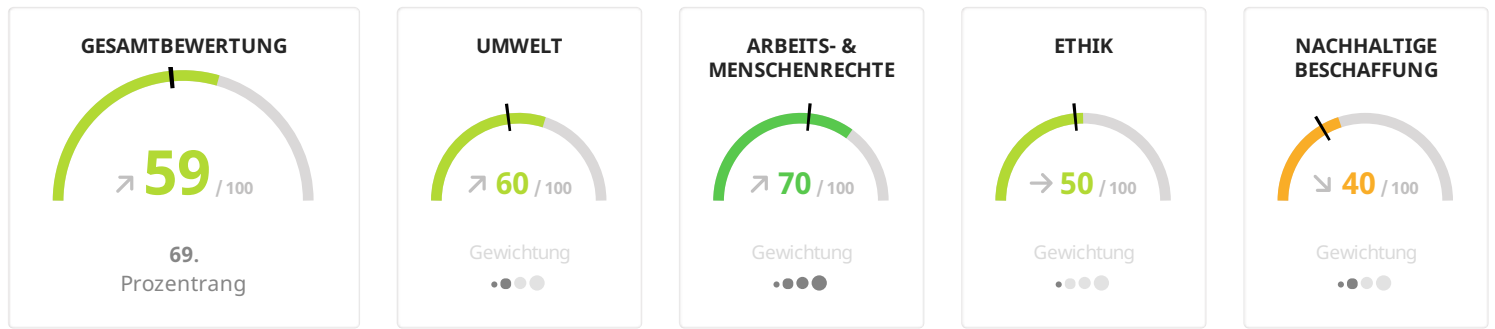 GESAMTBEWERTUNG
59 / 100
69.
Prozentrang
UMWELT
60 / 100
Gewichtung
ARBEITS- &
MENSCHENRECHTE
70 / 100
Gewichtung
ETHIK
50 / 100
Gewichtung
NACHHALTIGE
BESCHAFFUNG
40 / 100
Gewichtung